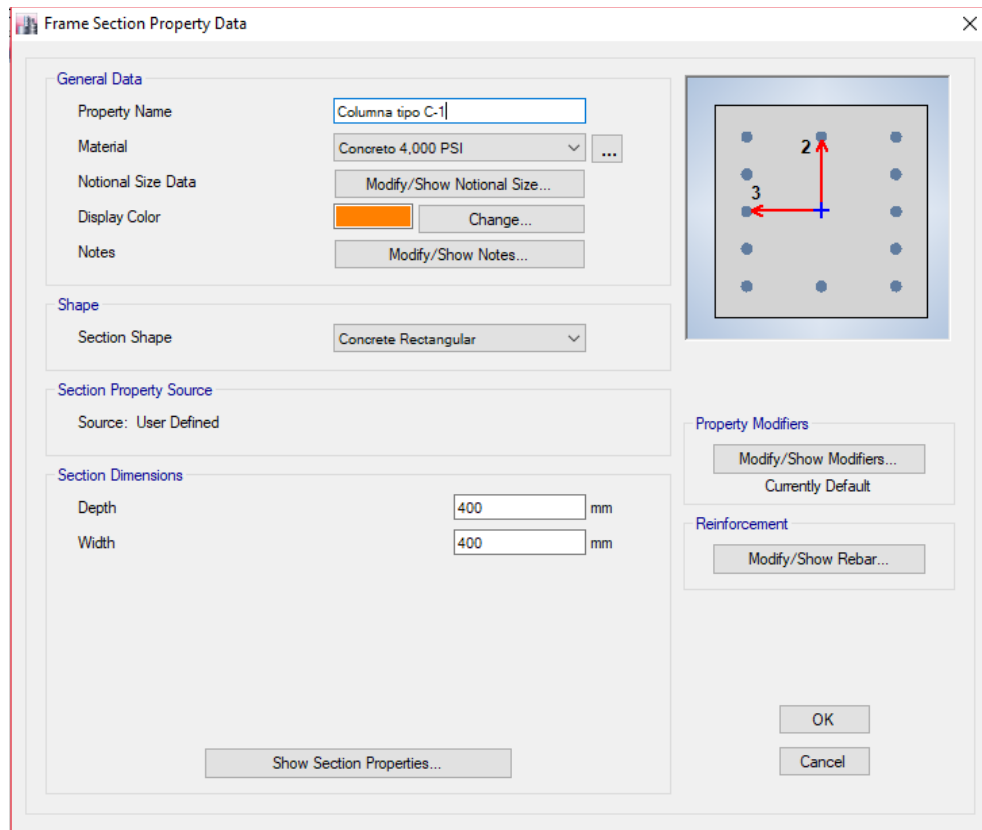 Frame Section Property Data
General Data
Property Name Columna tipo C-1
Material Concreto 4,000 PSI ...
Notional Size Data Modify/Show Notional Size...
Display Color Change...
Notes Modify/Show Notes...
2
3
Shape
Section Shape Concrete Rectangular
Section Property Source
Source: User Defined
Property Modifiers
Modify/Show Modifiers...
Currently Default
Section Dimensions
Depth 400 mm
Width 400 mm
Reinforcement
Modify/Show Rebar...
OK
Show Section Properties...
Cancel